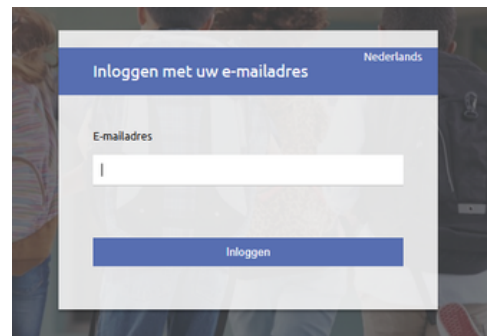 Nederlands
Inloggen met uw e-mailadres
E-mailadres
Inloggen